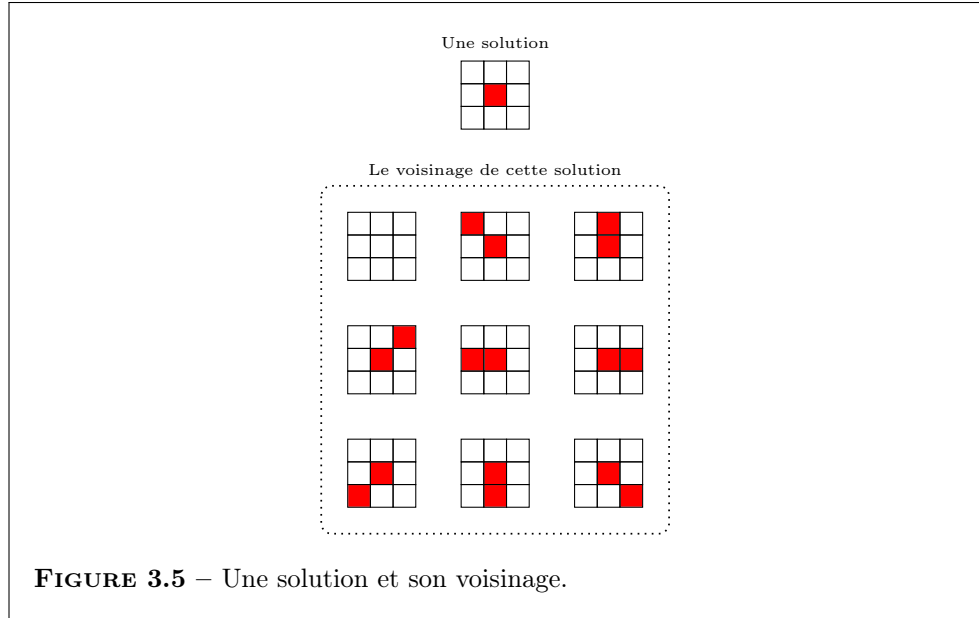 Une solution
Le voisinage de cette solution
FIGURE 3.5 – Une solution et son voisinage.